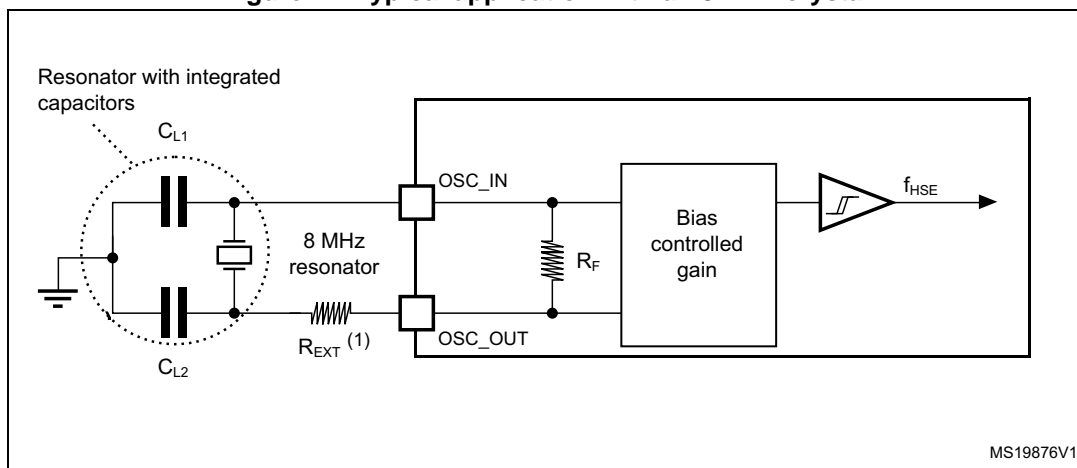 Resonator with integrated
capacitors
CL1
OSC_IN
fHSE
8 MHz
resonator
RF
Bias
controlled
gain
REXT (1)
OSC_OUT
CL2
MS19876V1